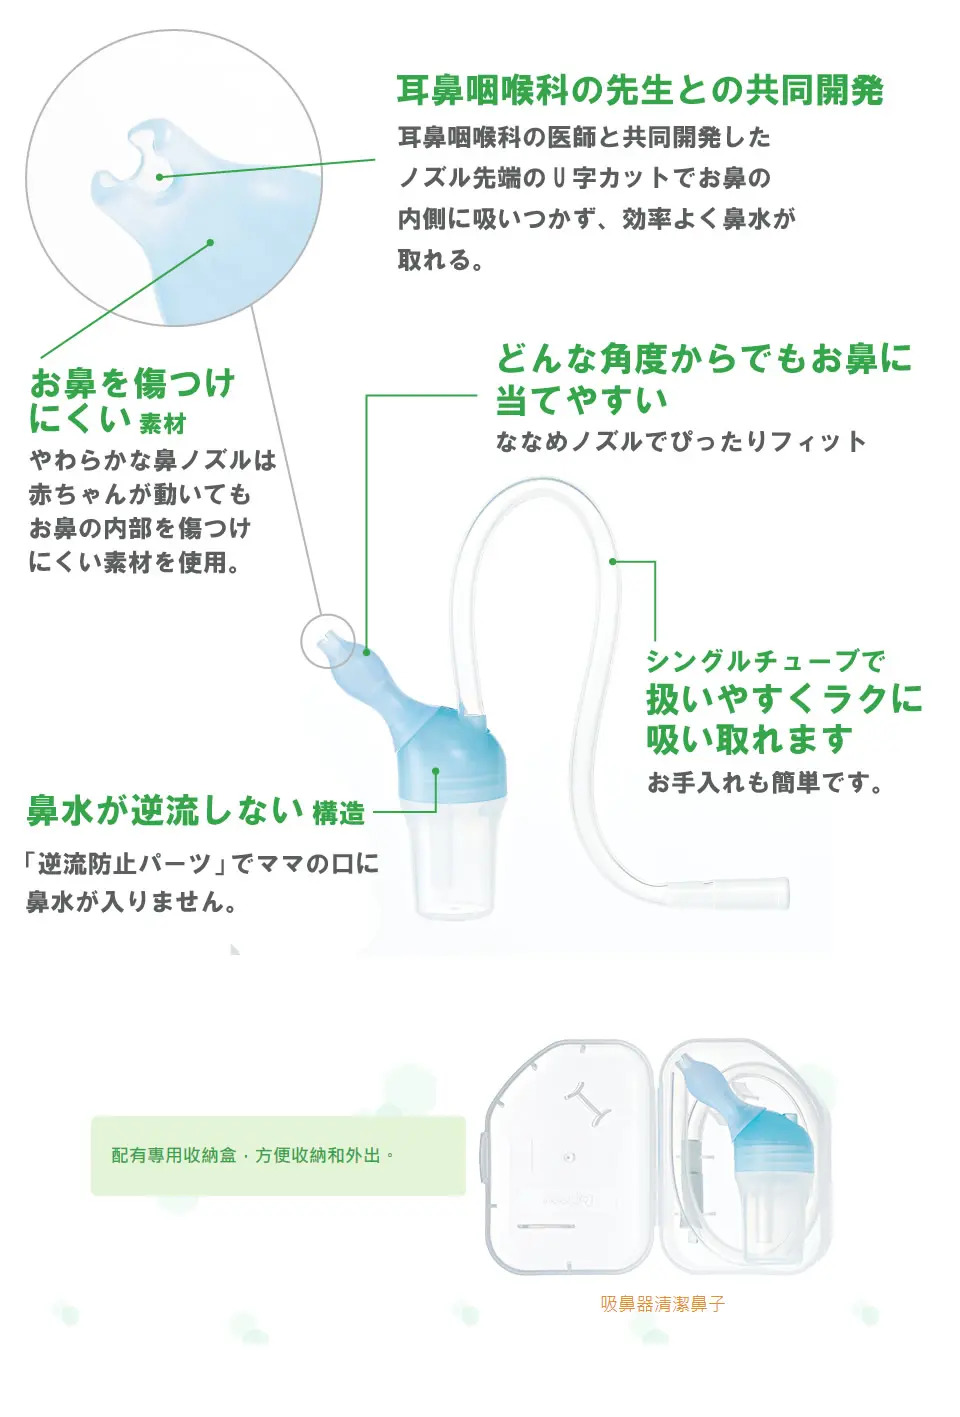 耳鼻咽喉科の先生との共同開発
耳鼻咽喉科の医師と共同開発した
ノズル先端のU字カットでお鼻の
内側に吸いつかず、効率よく鼻水が
取れる。
どんな角度からでもお鼻に
当てやすい
ななめノズルでぴったりフィット
お鼻を傷つけ
にくい 素材
やわらかな鼻ノズルは
赤ちゃんが動いても
お鼻の内部を傷つけ
にくい素材を使用。
シングルチューブで
扱いやすくラクに
吸い取れます
お手入れも簡単です。
鼻水が逆流しない 構造
「逆流防止パーツ」でママの口に
鼻水が入りません。
配有專用收納盒，方便收納和外出。
吸鼻器清潔鼻子